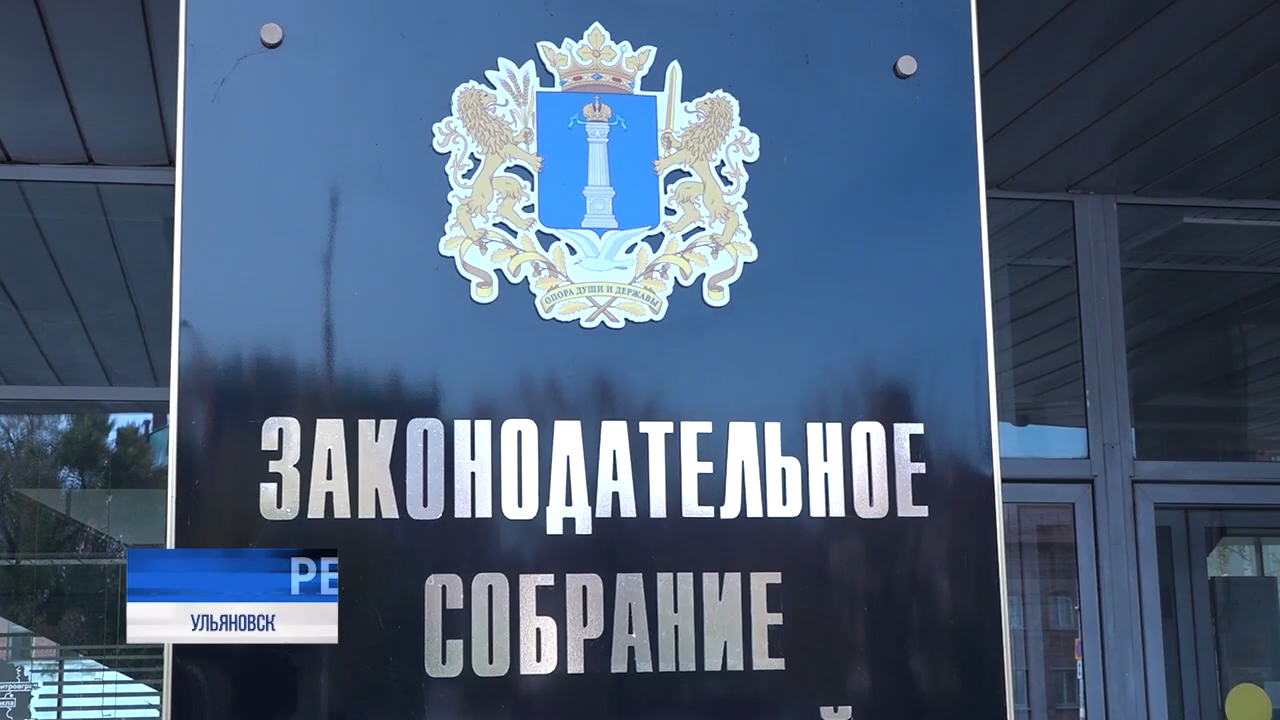 ОПОРА ДУШИ И ДЕРЖАВЫ
ЗАКОНОДАТЕЛЬНОЕ
СОБРАНИЕ
РЕ
УЛЬЯНОВСК